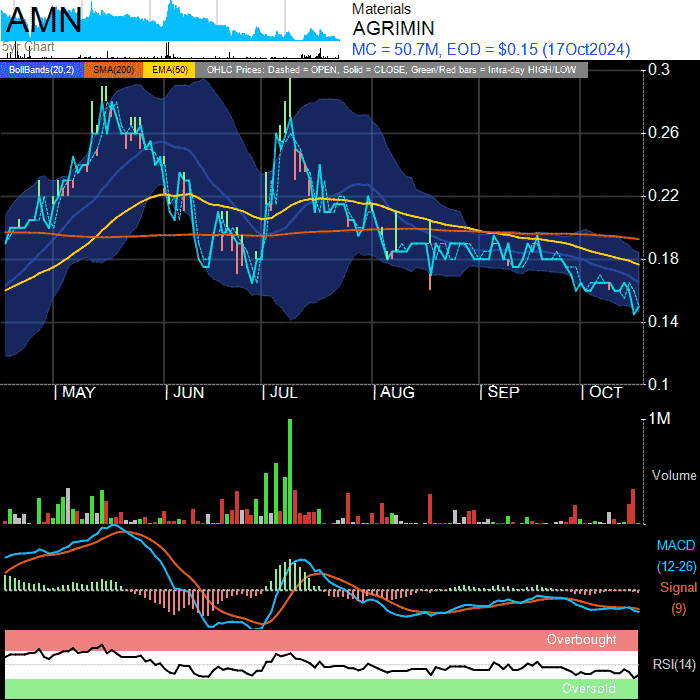 AMN
Materials
AGRIMIN
5yr Chart
MC = 50.7M, EOD = $0.15 (17Oct2024)
BollBands(20,2) SMA(200) EMA(50) OHLC Prices: Dashed = OPEN, Solid = CLOSE, Green/Red bars = Intra-day HIGH/LOW
0.3
0.26
0.22
0.18
0.14
0.1
MAY JUN JUL AUG SEP OCT
1M
Volume
MACD
(12-26)
Signal
(9)
Overbought
RSI(14)
Oversold